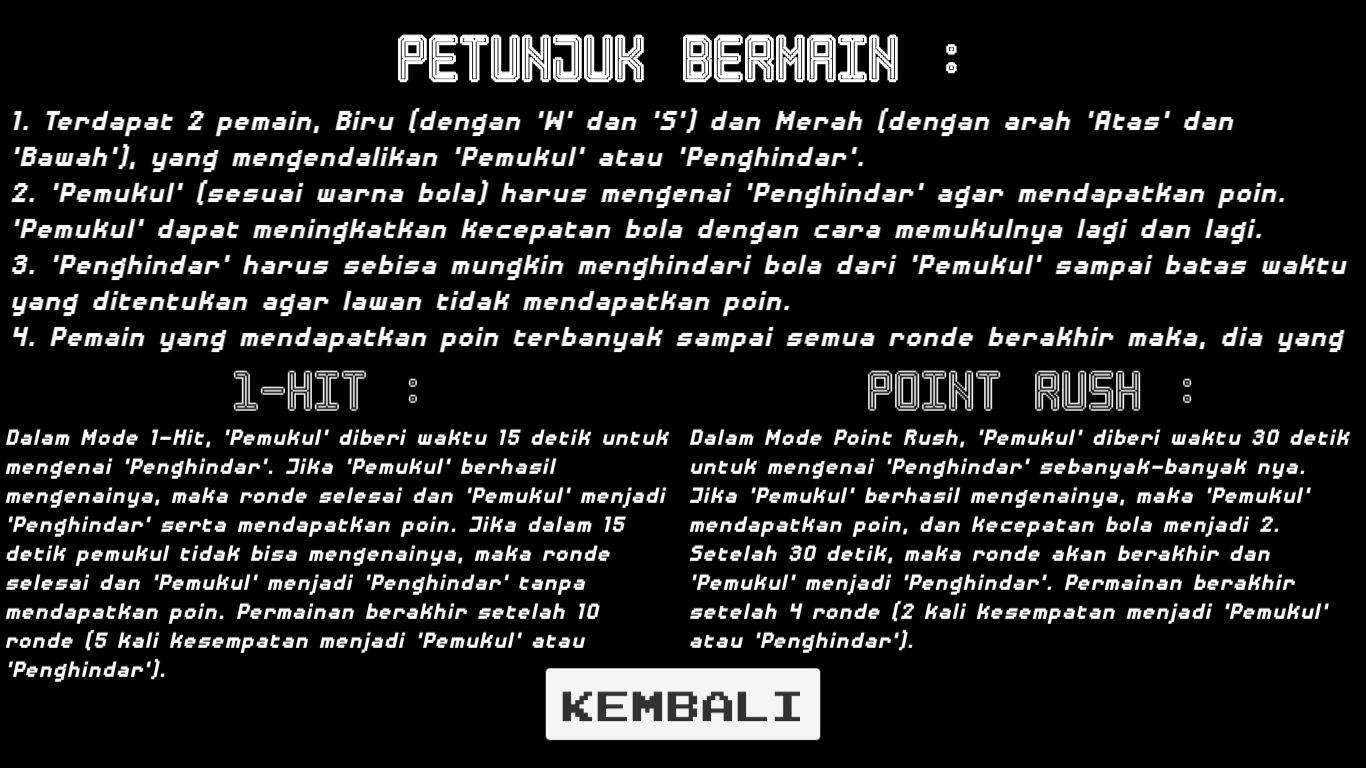 PETUNJUK BERMAIN :
1. Terdapat 2 pemain, Biru (dengan 'W' dan 'S') dan Merah (dengan arah 'Atas' dan
'Bawah'), yang mengendalikan 'Pemukul' atau 'Penghindar'.
2. 'Pemukul' (sesuai warna bola) harus mengenai 'Penghindar' agar mendapatkan poin.
'Pemukul' dapat meningkatkan kecepatan bola dengan cara memukulnya lagi dan lagi.
3. 'Penghindar' harus sebisa mungkin menghindari bola dari 'Pemukul' sampai batas waktu
yang ditentukan agar lawan tidak mendapatkan poin.
4. Pemain yang mendapatkan poin terbanyak sampai semua ronde berakhir maka, dia yang
1-HIT :
Dalam Mode 1-Hit, 'Pemukul' diberi waktu 15 detik untuk
mengenai 'Penghindar'. Jika 'Pemukul' berhasil
mengenainya, maka ronde selesai dan 'Pemukul' menjadi
'Penghindar' serta mendapatkan poin. Jika dalam 15
detik pemukul tidak bisa mengenainya, maka ronde
selesai dan 'Pemukul' menjadi 'Penghindar' tanpa
mendapatkan poin. Permainan berakhir setelah 10
ronde (5 kali kesempatan menjadi 'Pemukul' atau
'Penghindar').
POINT RUSH :
Dalam Mode Point Rush, 'Pemukul' diberi waktu 30 detik
untuk mengenai 'Penghindar' sebanyak-banyak nya.
Jika 'Pemukul' berhasil mengenainya, maka 'Pemukul'
mendapatkan poin, dan kecepatan bola menjadi 2.
Setelah 30 detik, maka ronde akan berakhir dan
'Pemukul' menjadi 'Penghindar'. Permainan berakhir
setelah 4 ronde (2 kali kesempatan menjadi 'Pemukul'
atau 'Penghindar').
KEMBALI